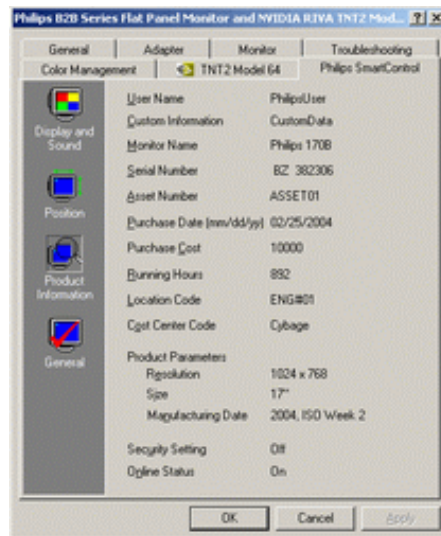 Philips B2B Series Flat Panel Monitor and NVIDIA RIVA TNT2 Mod... ? X
General Adapter Monitor Troubleshooting
Color Management TNT2 Model 64 Philips SmartControl
Display and Sound
Position
Product Information
General
User Name PhilipsUser
Custom Information CustomData
Monitor Name Philips 170B
Serial Number BZ 382306
Asset Number ASSET01
Purchase Date (mm/dd/yy) 02/25/2004
Purchase Cost 10000
Running Hours 892
Location Code ENG#01
Cost Center Code Cybage
Product Parameters
Resolution 1024 x 768
Size 17"
Manufacturing Date 2004, ISO Week 2
Security Setting Off
Online Status On
OK Cancel Apply